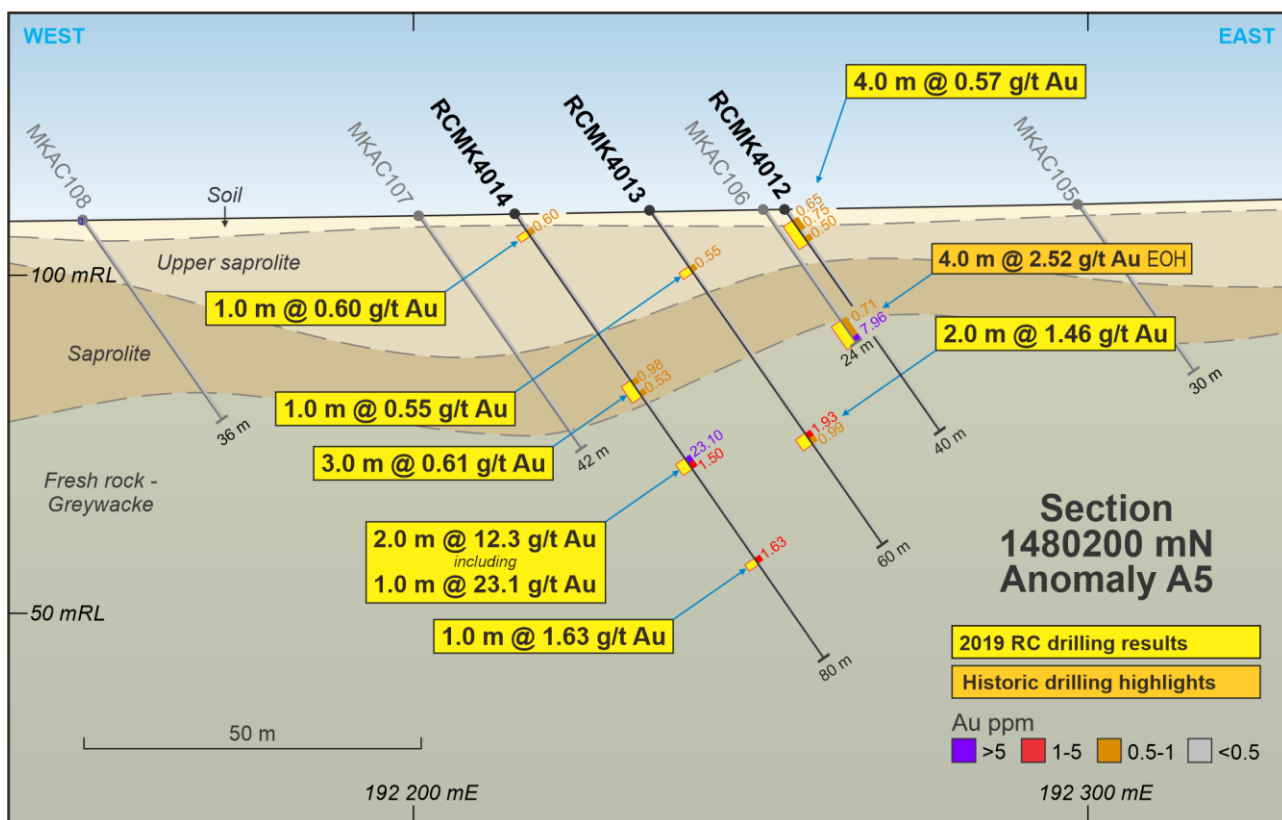 WEST
EAST
4.0 m @ 0.57 g/t Au
MKAC108
Soil
MKAC107
RCMK4014
RCMK4013
MKAC106
RCMK4012
MKAC105
0.60
0.55
0.65
0.75
0.50
Upper saprolite
100 mRL
1.0 m @ 0.60 g/t Au
4.0 m @ 2.52 g/t Au EOH
0.71
7.96
24 m
2.0 m @ 1.46 g/t Au
Saprolite
30 m
1.0 m @ 0.55 g/t Au
0.98
0.53
36 m
42 m
40 m
1.93
0.99
3.0 m @ 0.61 g/t Au
23.10
1.50
Fresh rock -
Greywacke
2.0 m @ 12.3 g/t Au
including
1.0 m @ 23.1 g/t Au
1.63
60 m
Section
1480200 mN
Anomaly A5
50 mRL
1.0 m @ 1.63 g/t Au
80 m
2019 RC drilling results
Historic drilling highlights
Au ppm
>5 1-5 0.5-1 <0.5
50 m
192 200 mE
192 300 mE